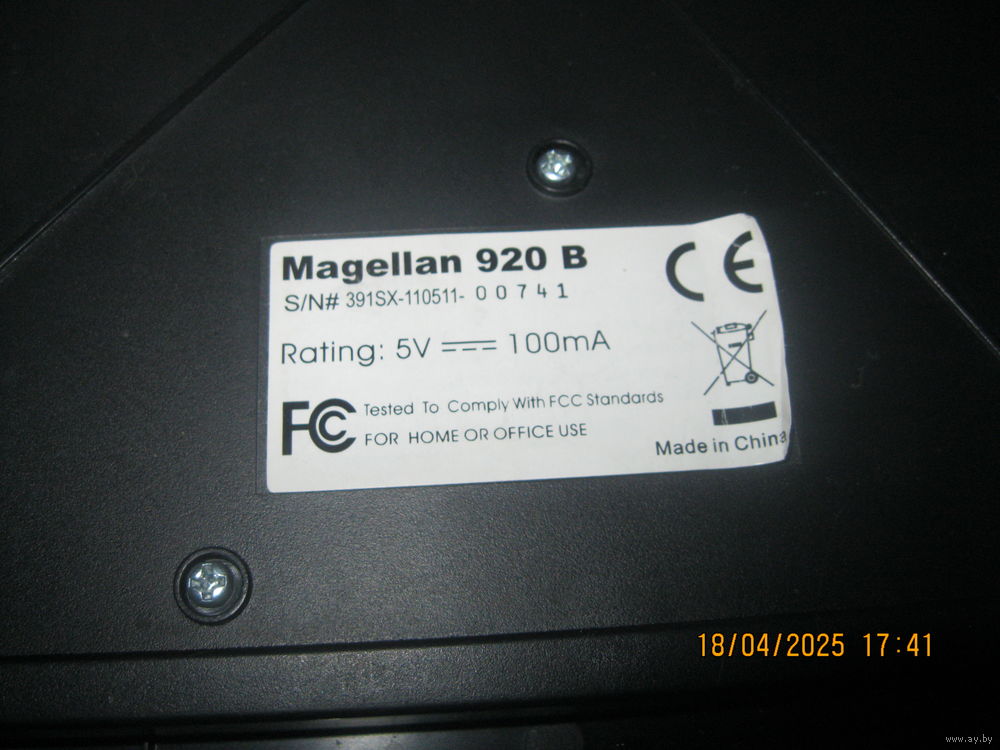 Magellan 920 B
S/N# 391SX-110511- 00741
Rating: 5V 100mA
CE
FC Tested To Comply With FCC Standards
FOR HOME OR OFFICE USE
Made in China
18/04/2025 17:41
www.ay.by